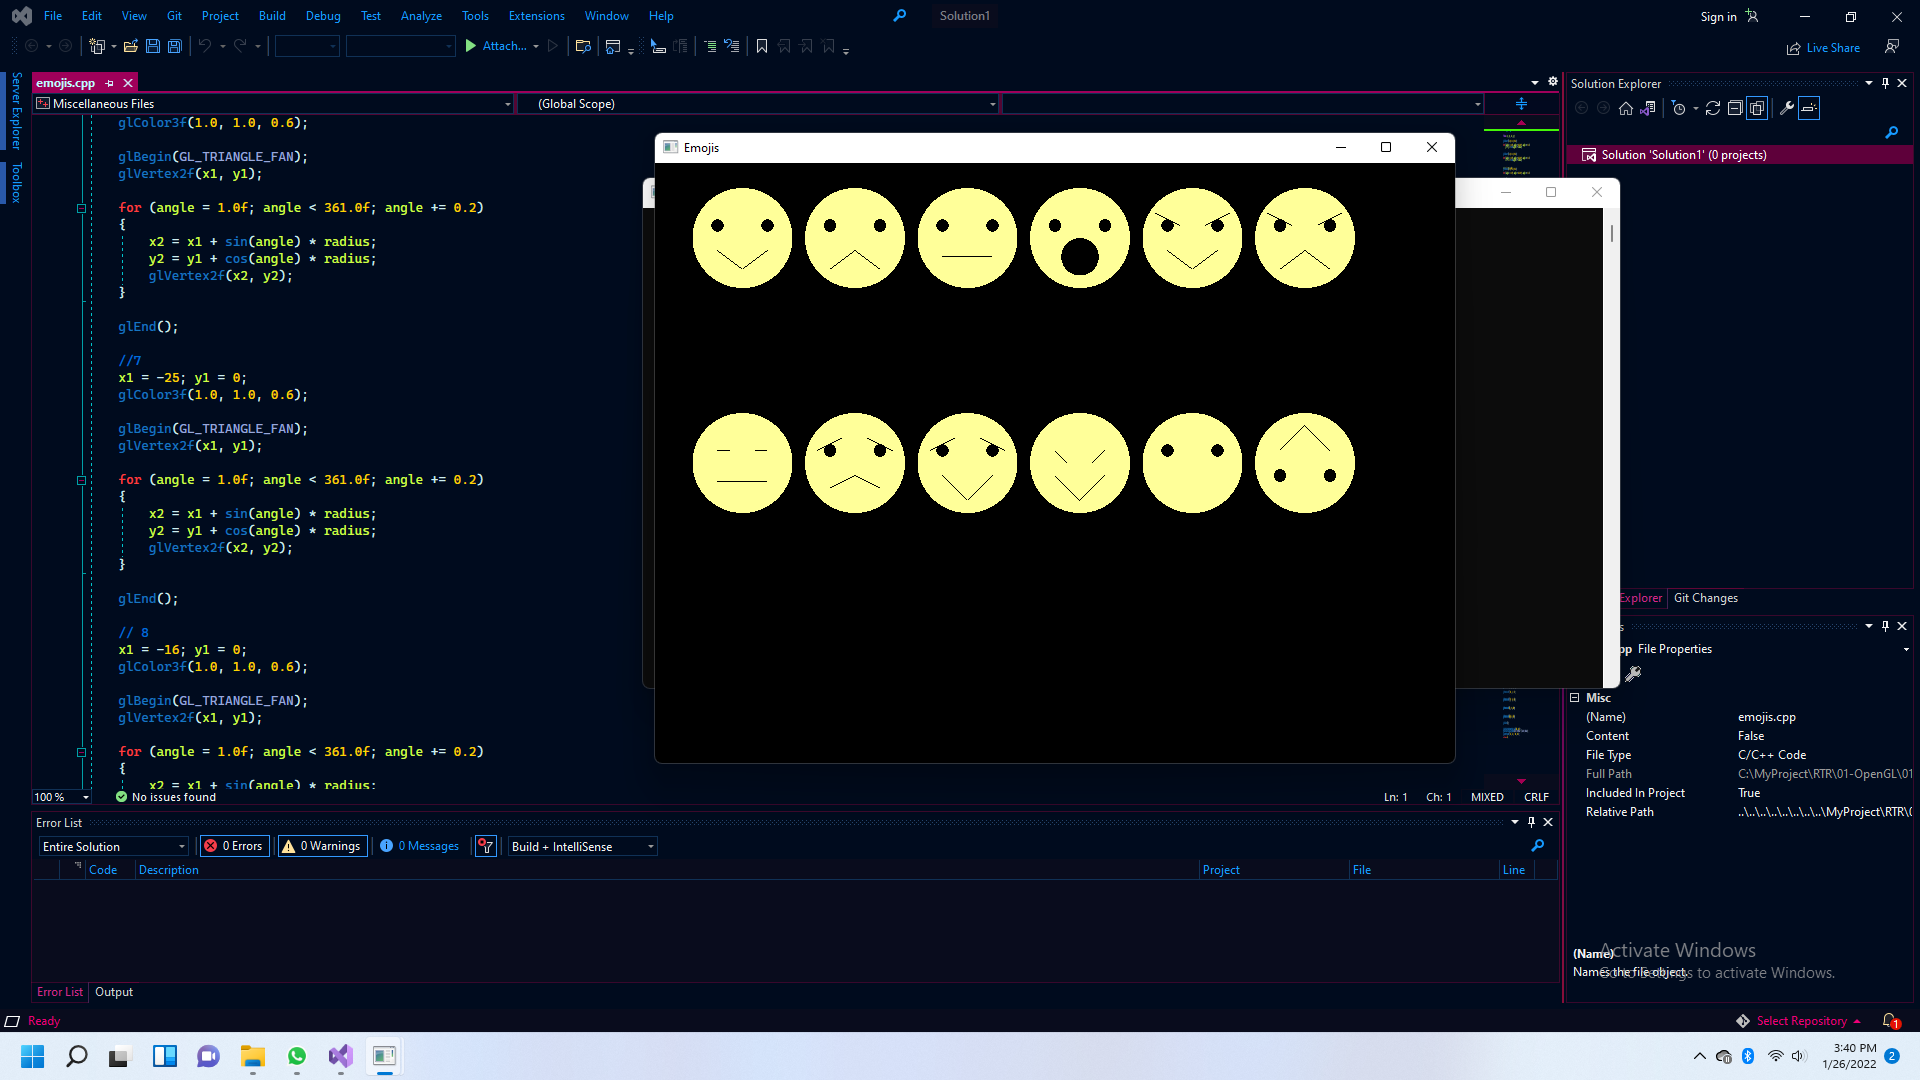 File Edit View Git Project Build Debug Test Analyze Tools Extensions Window Help Solution1 Sign in
Attach... Live Share
Server Explorer
Toolbox
emojis.cpp
Miscellaneous Files (Global Scope)
glColor3f(1.0, 1.0, 0.6);
glBegin(GL_TRIANGLE_FAN);
glVertex2f(x1, y1);
for (angle = 1.0f; angle < 361.0f; angle += 0.2)
{
x2 = x1 + sin(angle) * radius;
y2 = y1 + cos(angle) * radius;
glVertex2f(x2, y2);
}
glEnd();
//7
x1 = -25; y1 = 0;
glColor3f(1.0, 1.0, 0.6);
glBegin(GL_TRIANGLE_FAN);
glVertex2f(x1, y1);
for (angle = 1.0f; angle < 361.0f; angle += 0.2)
{
x2 = x1 + sin(angle) * radius;
y2 = y1 + cos(angle) * radius;
glVertex2f(x2, y2);
}
glEnd();
// 8
x1 = -16; y1 = 0;
glColor3f(1.0, 1.0, 0.6);
glBegin(GL_TRIANGLE_FAN);
glVertex2f(x1, y1);
for (angle = 1.0f; angle < 361.0f; angle += 0.2)
{
x2 = x1 + sin(angle) * radius;
100 % No issues found Ln: 1 Ch: 1 MIXED CRLF
Emojis
Solution Explorer
Solution 'Solution1' (0 projects)
Explorer Git Changes
s
pp File Properties
Misc
(Name) emojis.cpp
Content False
File Type C/C++ Code
Full Path C:\MyProject\RTR\01-OpenGL\01
Included In Project True
Relative Path ..\..\..\..\..\..\..\..\MyProject\RTR\(
(Name)
Names the file object.
Activate Windows
Go to Settings to activate Windows.
Error List
Entire Solution 0 Errors 0 Warnings 0 Messages Build + IntelliSense
Code Description Project File Line
Error List Output
Ready Select Repository 1
3:40 PM
1/26/2022 2